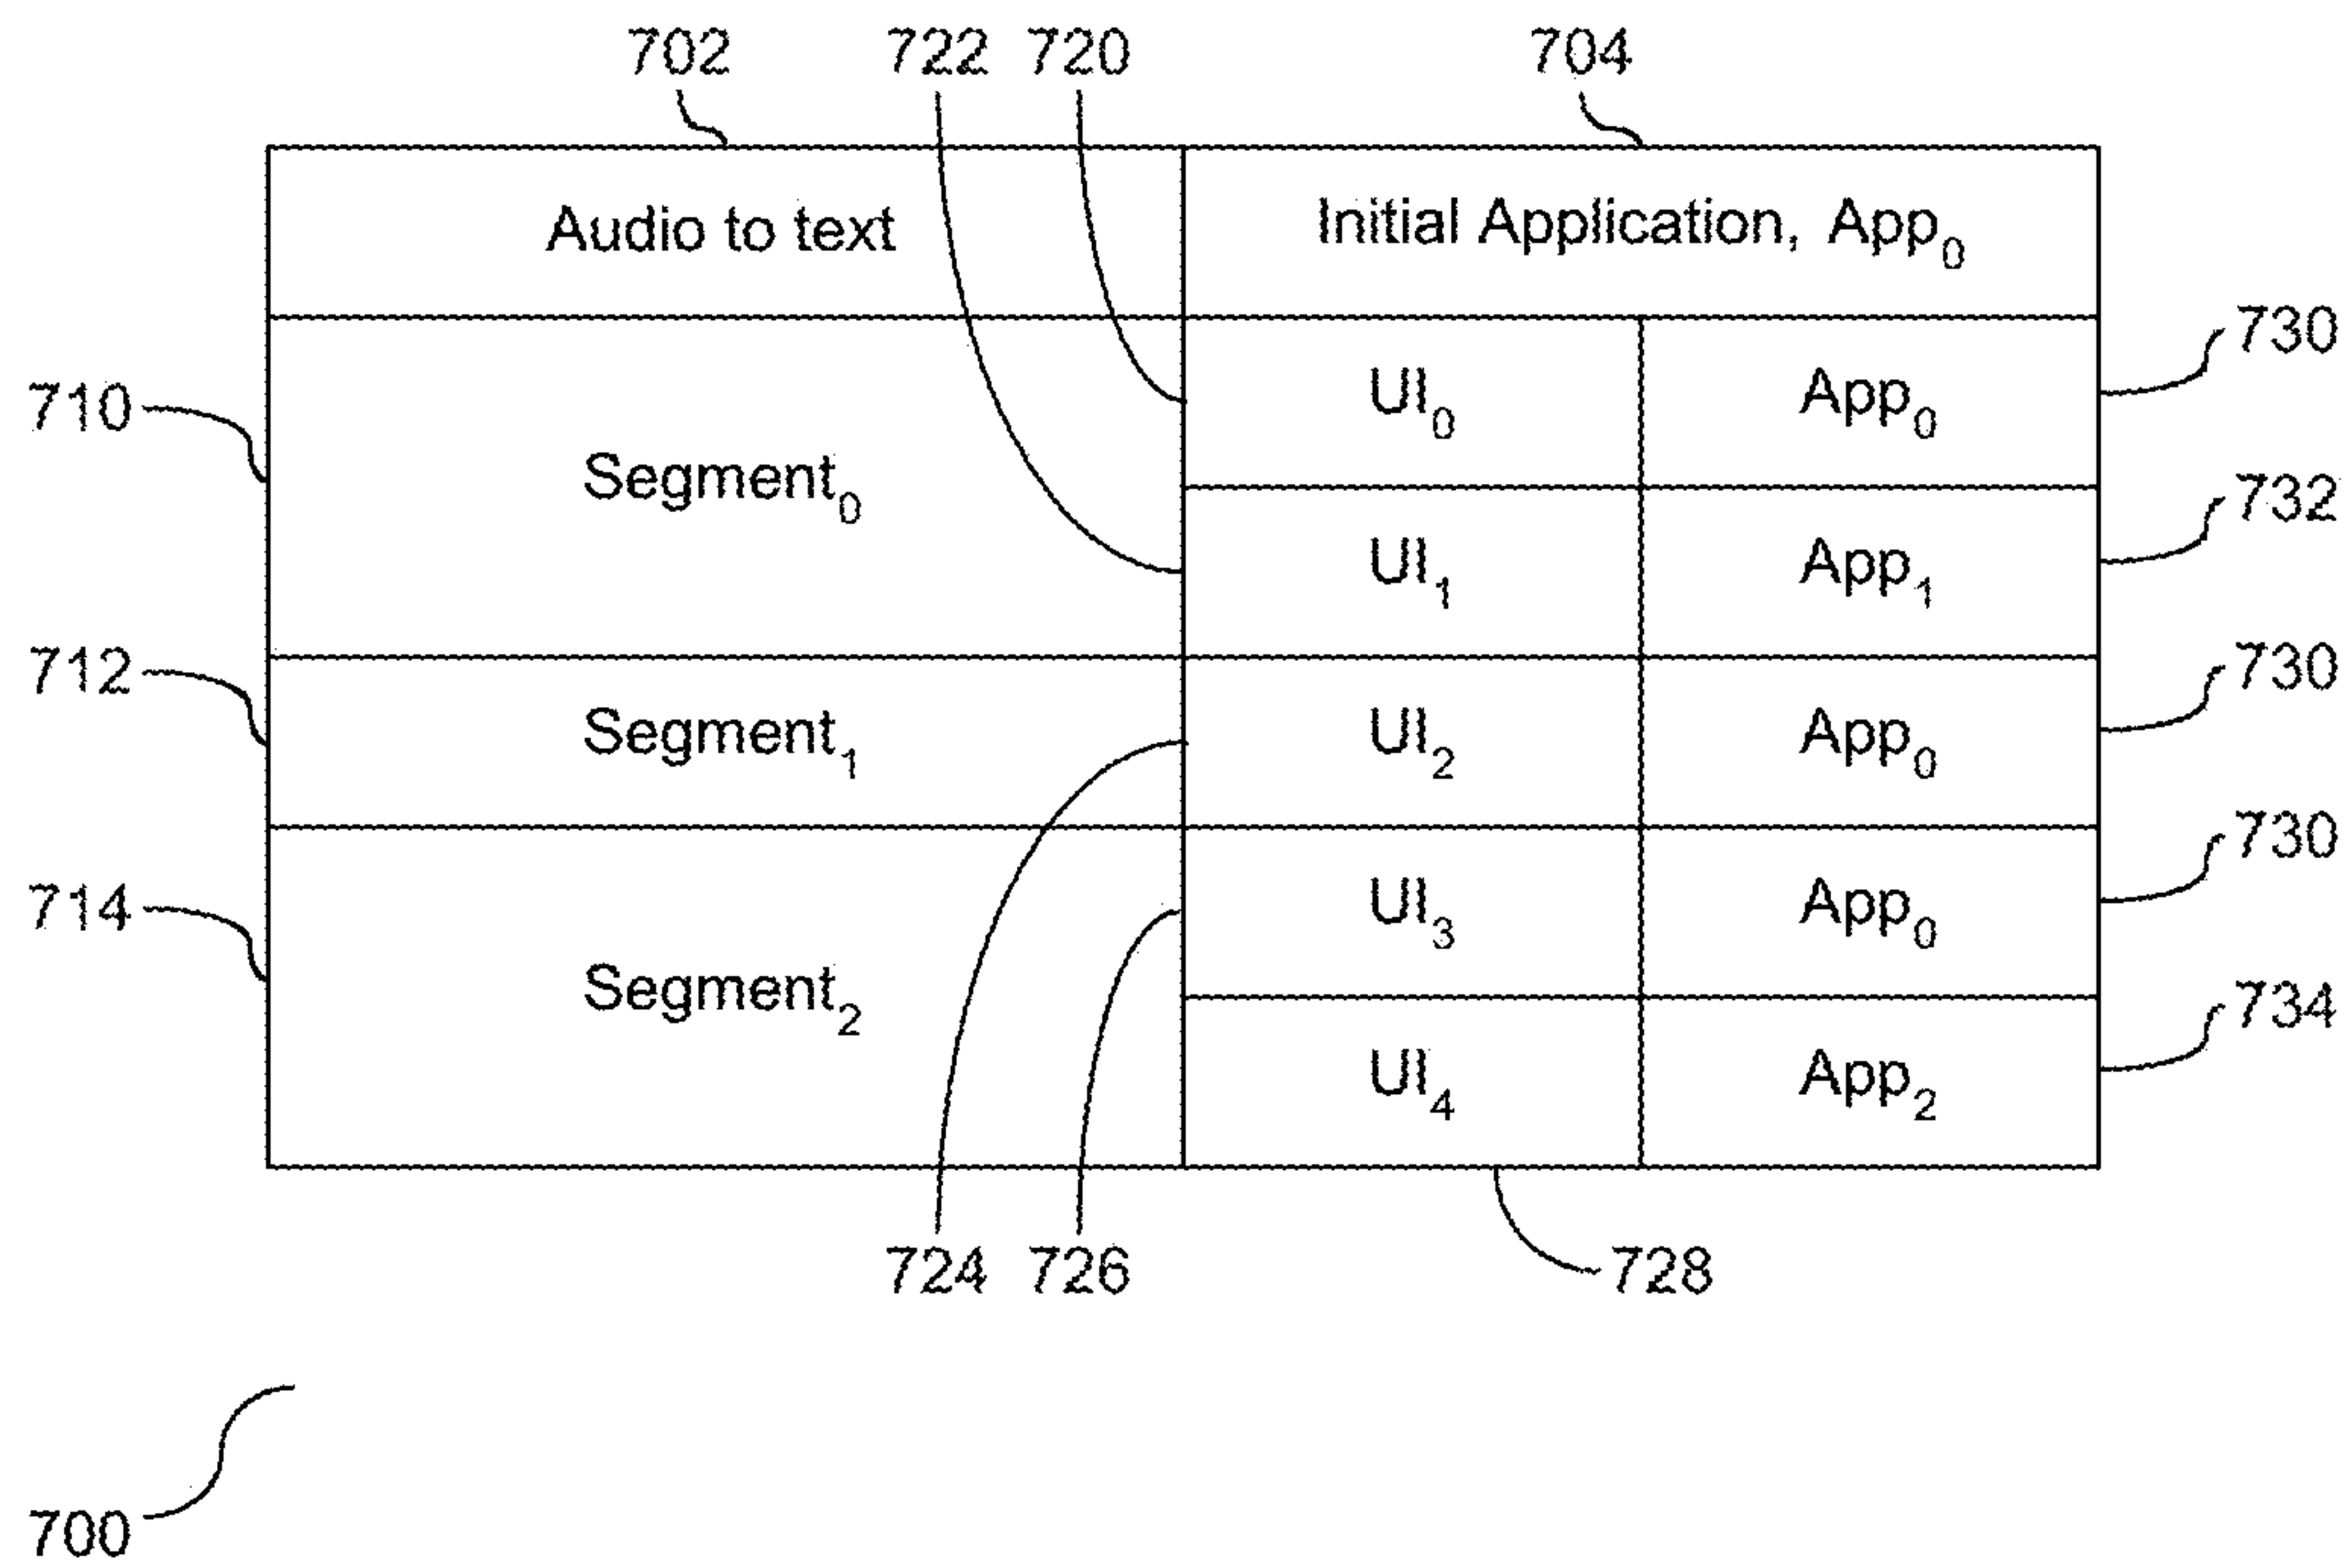 702 722 720 704
Audio to text Initial Application, App₀
UI₀ App₀ 730
710 Segment₀
UI₁ App₁ 732
712 Segment₁ UI₂ App₀ 730
UI₃ App₀ 730
714 Segment₂
UI₄ App₂ 734
724 726 728
700